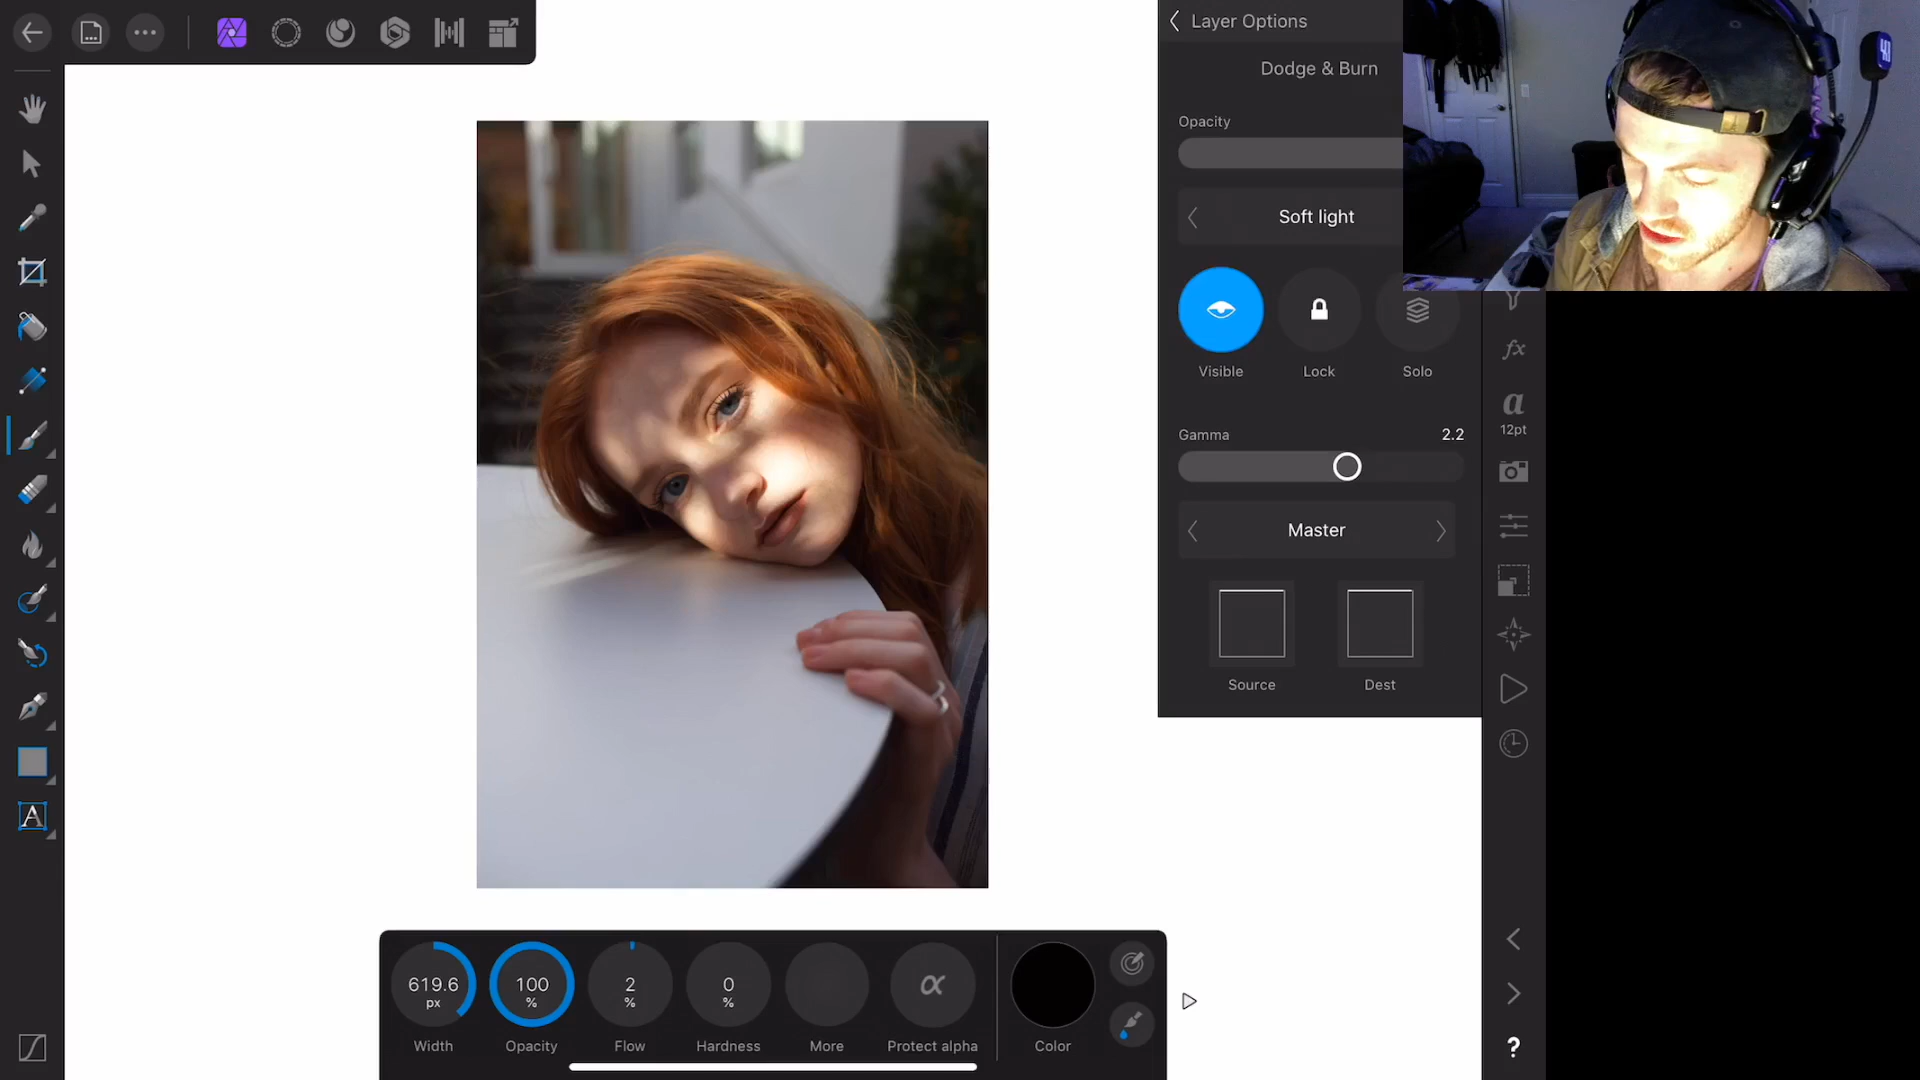 Layer Options
Dodge & Burn
Opacity
Soft light
Visible
Lock
Solo
Gamma
2.2
Master
Source
Dest
fx
a
12pt
A
?
619.6
px
100
%
2
%
0
%
α
Width
Opacity
Flow
Hardness
More
Protect alpha
Color